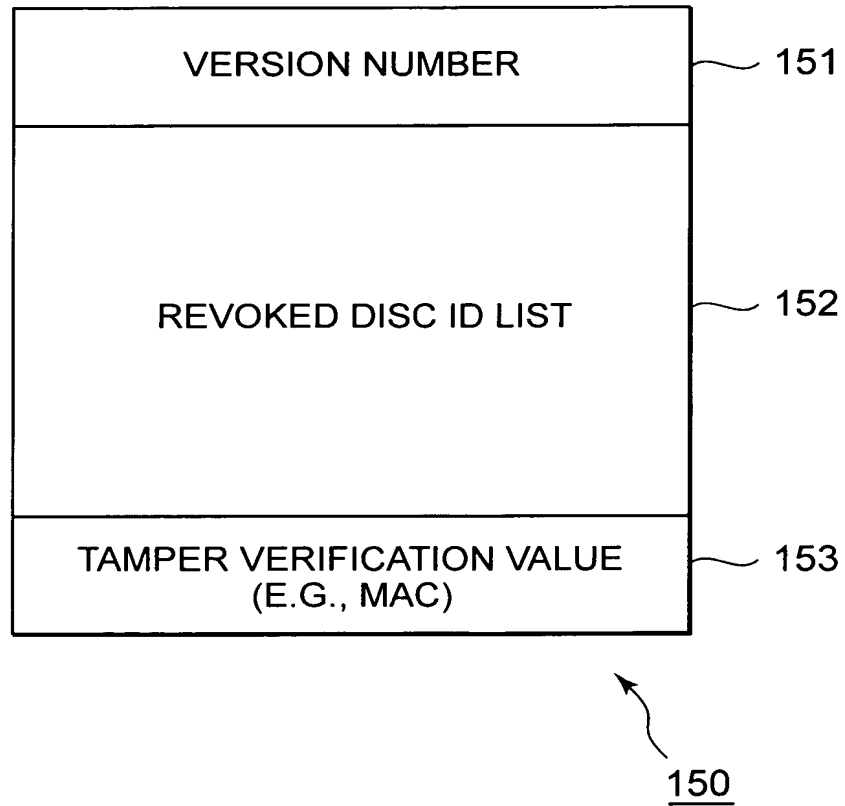 VERSION NUMBER
151
REVOKED DISC ID LIST
152
TAMPER VERIFICATION VALUE
(E.G., MAC)
153
150